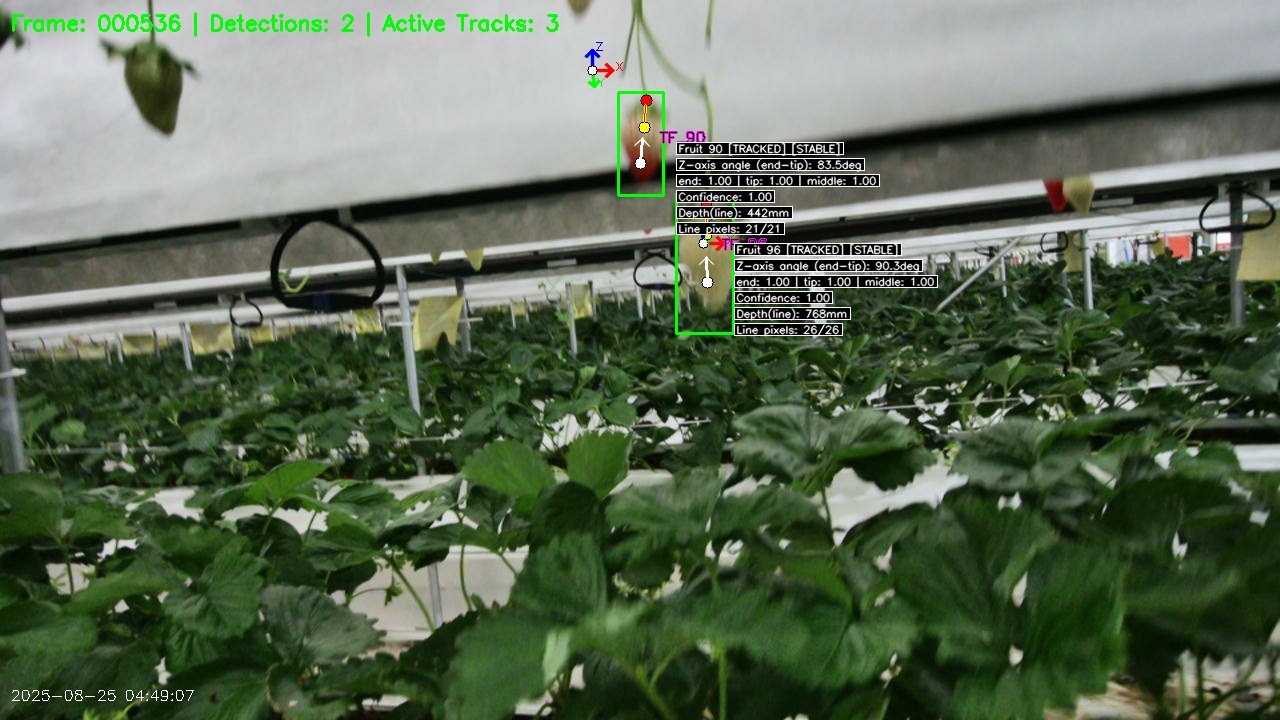 Frame: 000536 | Detections: 2 | Active Tracks: 3
Z
X
Y
TF_90
Fruit 90 [TRACKED] [STABLE]
Z-axis angle (end-tip): 83.5deg
end: 1.00 | tip: 1.00 | middle: 1.00
Confidence: 1.00
Depth(line): 442mm
Line pixels: 21/21
Fruit 96 [TRACKED] [STABLE]
Z-axis angle (end-tip): 90.3deg
end: 1.00 | tip: 1.00 | middle: 1.00
Confidence: 1.00
Depth(line): 768mm
Line pixels: 26/26
2025-08-25 04:49:07